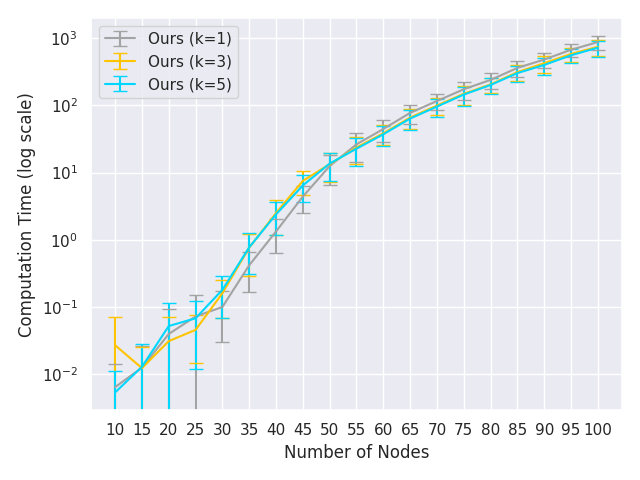 Ours (k=1)
Ours (k=3)
Ours (k=5)
Computation Time (log scale)
10³
10²
10¹
10⁰
10⁻¹
10⁻²
10 15 20 25 30 35 40 45 50 55 60 65 70 75 80 85 90 95 100
Number of Nodes